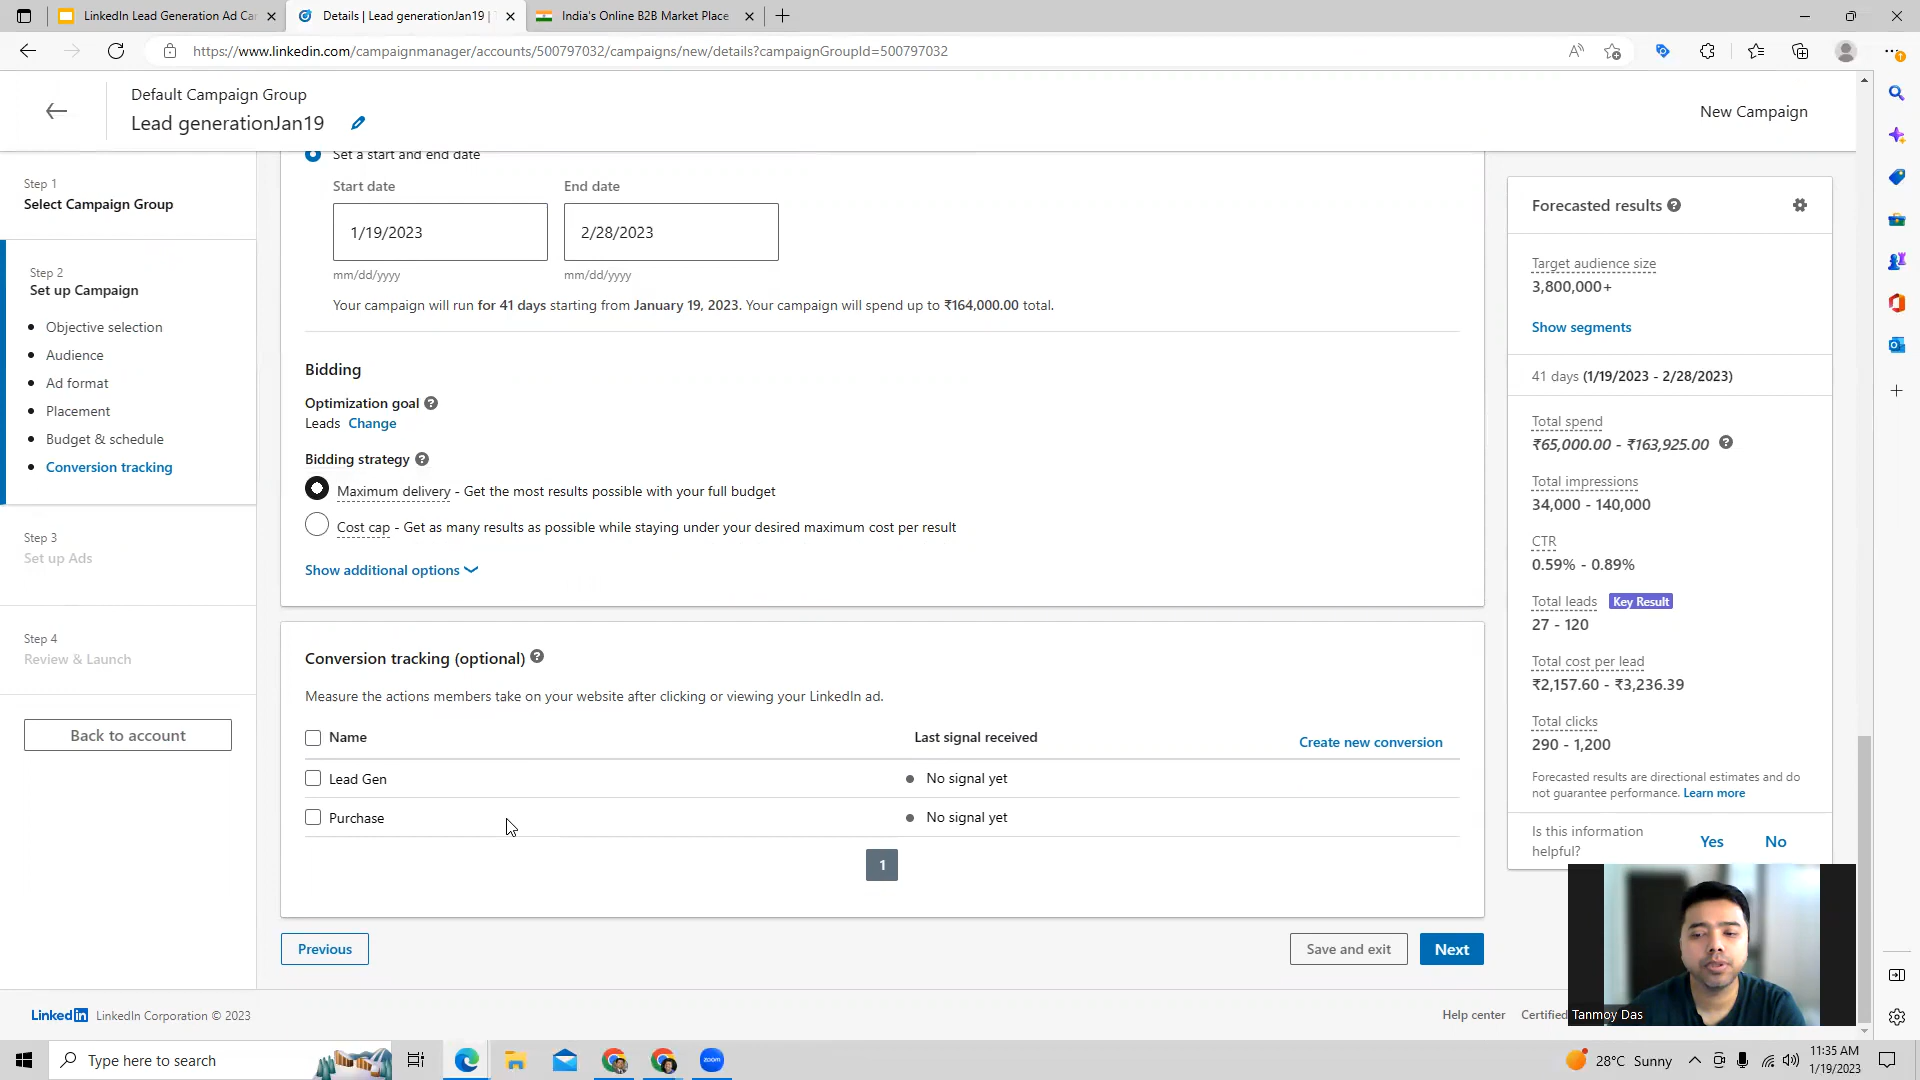 LinkedIn Lead Generation Ad Ca
Details | Lead generationJan19 |
India's Online B2B Market Place
https://www.linkedin.com/campaignmanager/accounts/500797032/campaigns/new/details?campaignGroupId=500797032
Default Campaign Group
Lead generationJan19
New Campaign
Step 1
Select Campaign Group
Step 2
Set up Campaign
Objective selection
Audience
Ad format
Placement
Budget & schedule
Conversion tracking
Step 3
Set up Ads
Step 4
Review & Launch
Back to account
Set a start and end date
Start date
End date
1/19/2023
2/28/2023
mm/dd/yyyy
mm/dd/yyyy
Your campaign will run for 41 days starting from January 19, 2023. Your campaign will spend up to ₹164,000.00 total.
Bidding
Optimization goal
Leads Change
Bidding strategy
Maximum delivery - Get the most results possible with your full budget
Cost cap - Get as many results as possible while staying under your desired maximum cost per result
Show additional options
Conversion tracking (optional)
Measure the actions members take on your website after clicking or viewing your LinkedIn ad.
Name
Last signal received
Create new conversion
Lead Gen
No signal yet
Purchase
No signal yet
1
Previous
Save and exit
Next
Forecasted results
Target audience size
3,800,000+
Show segments
41 days (1/19/2023 - 2/28/2023)
Total spend
₹65,000.00 - ₹163,925.00
Total impressions
34,000 - 140,000
CTR
0.59% - 0.89%
Total leads Key Result
27 - 120
Total cost per lead
₹2,157.60 - ₹3,236.39
Total clicks
290 - 1,200
Forecasted results are directional estimates and do
not guarantee performance. Learn more
Is this information
helpful?
Yes
No
LinkedIn LinkedIn Corporation © 2023
Help center
Certified
Tanmoy Das
Type here to search
zoom
28°C Sunny
11:35 AM
1/19/2023